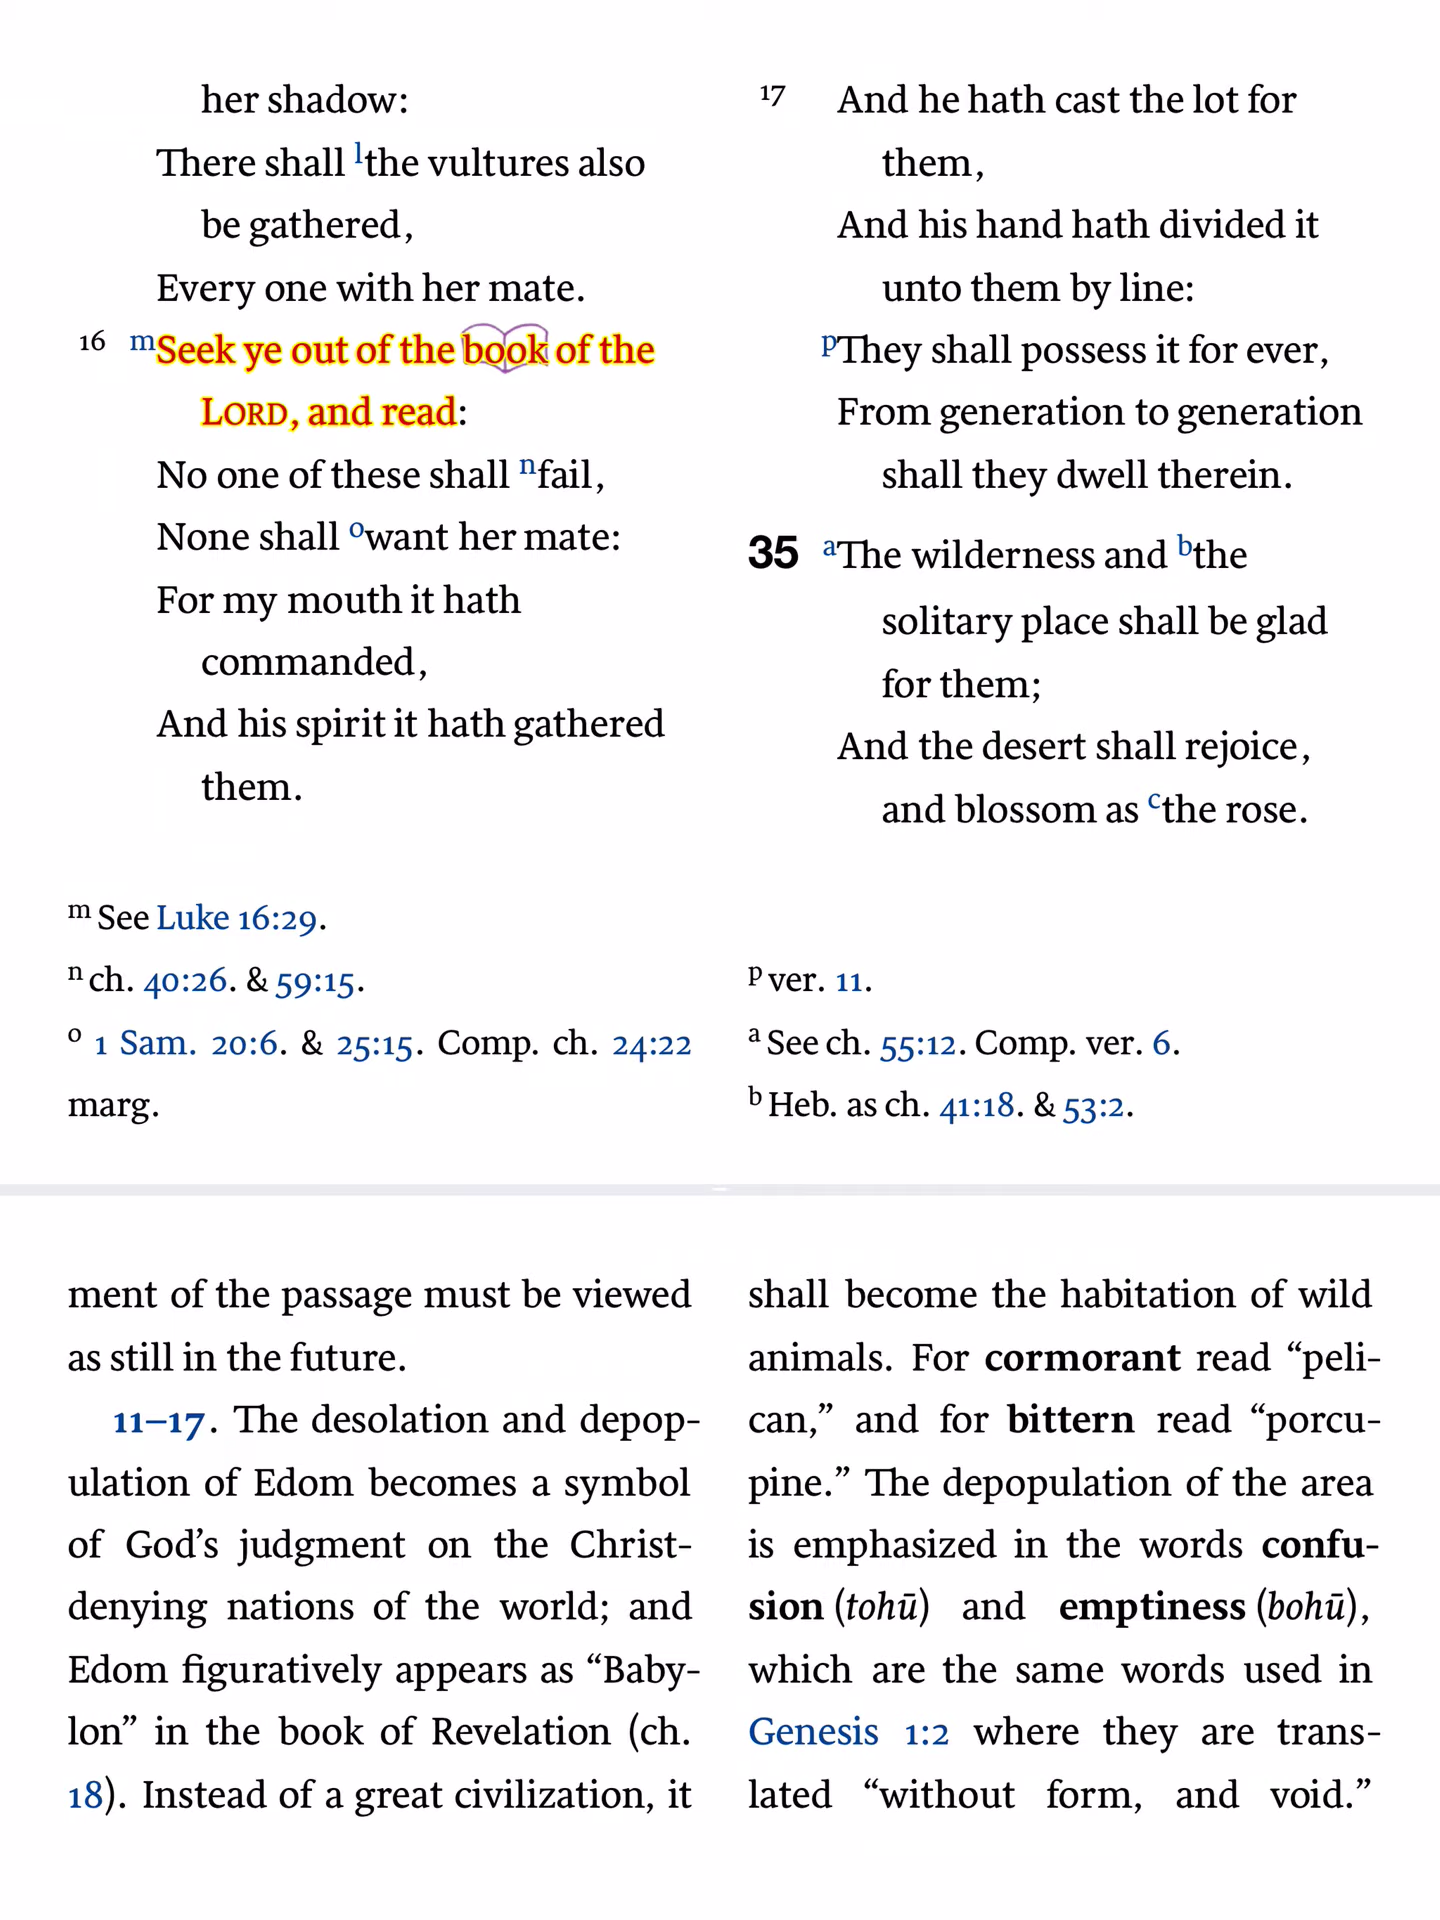 her shadow:
There shall lthe vultures also
be gathered,
Every one with her mate.
16 mSeek ye out of the book of the
LORD, and read:
No one of these shall nfail,
None shall owant her mate:
For my mouth it hath
commanded,
And his spirit it hath gathered
them.
17 And he hath cast the lot for
them,
And his hand hath divided it
unto them by line:
pThey shall possess it for ever,
From generation to generation
shall they dwell therein.
35 aThe wilderness and bthe
solitary place shall be glad
for them;
And the desert shall rejoice,
and blossom as cthe rose.
m See Luke 16:29.
n ch. 40:26. & 59:15.
o 1 Sam. 20:6. & 25:15. Comp. ch. 24:22
marg.
p ver. 11.
a See ch. 55:12. Comp. ver. 6.
b Heb. as ch. 41:18. & 53:2.
ment of the passage must be viewed
as still in the future.
11–17. The desolation and depop-
ulation of Edom becomes a symbol
of God’s judgment on the Christ-
denying nations of the world; and
Edom figuratively appears as “Baby-
lon” in the book of Revelation (ch.
18). Instead of a great civilization, it
shall become the habitation of wild
animals. For cormorant read “peli-
can,” and for bittern read “porcu-
pine.” The depopulation of the area
is emphasized in the words confu-
sion (tohū) and emptiness (bohū),
which are the same words used in
Genesis 1:2 where they are trans-
lated “without form, and void.”